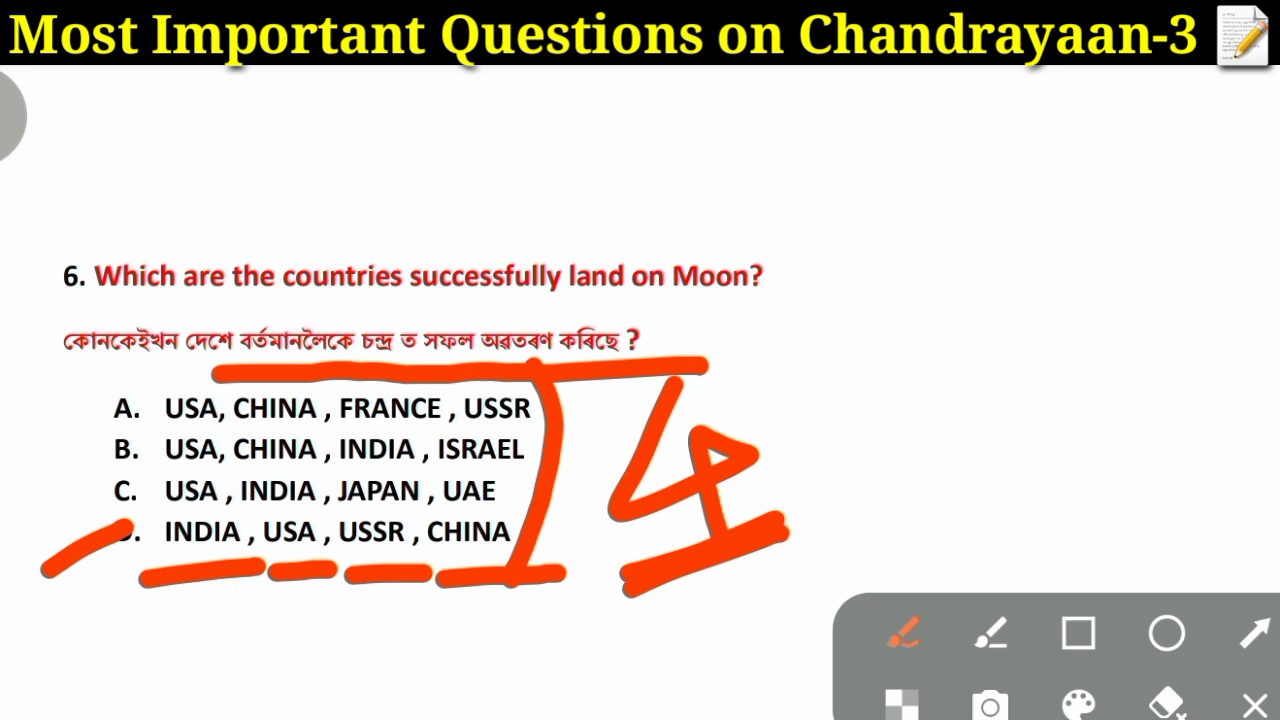 Most Important Questions on Chandrayaan-3
6. Which are the countries successfully land on Moon?
কোনকেইখন দেশে বৰ্তমানলৈকে চন্দ্ৰ ত সফল অৱতৰণ কৰিছে ?
A. USA, CHINA , FRANCE , USSR
B. USA, CHINA , INDIA , ISRAEL
C. USA , INDIA , JAPAN , UAE
INDIA , USA , USSR , CHINA
4